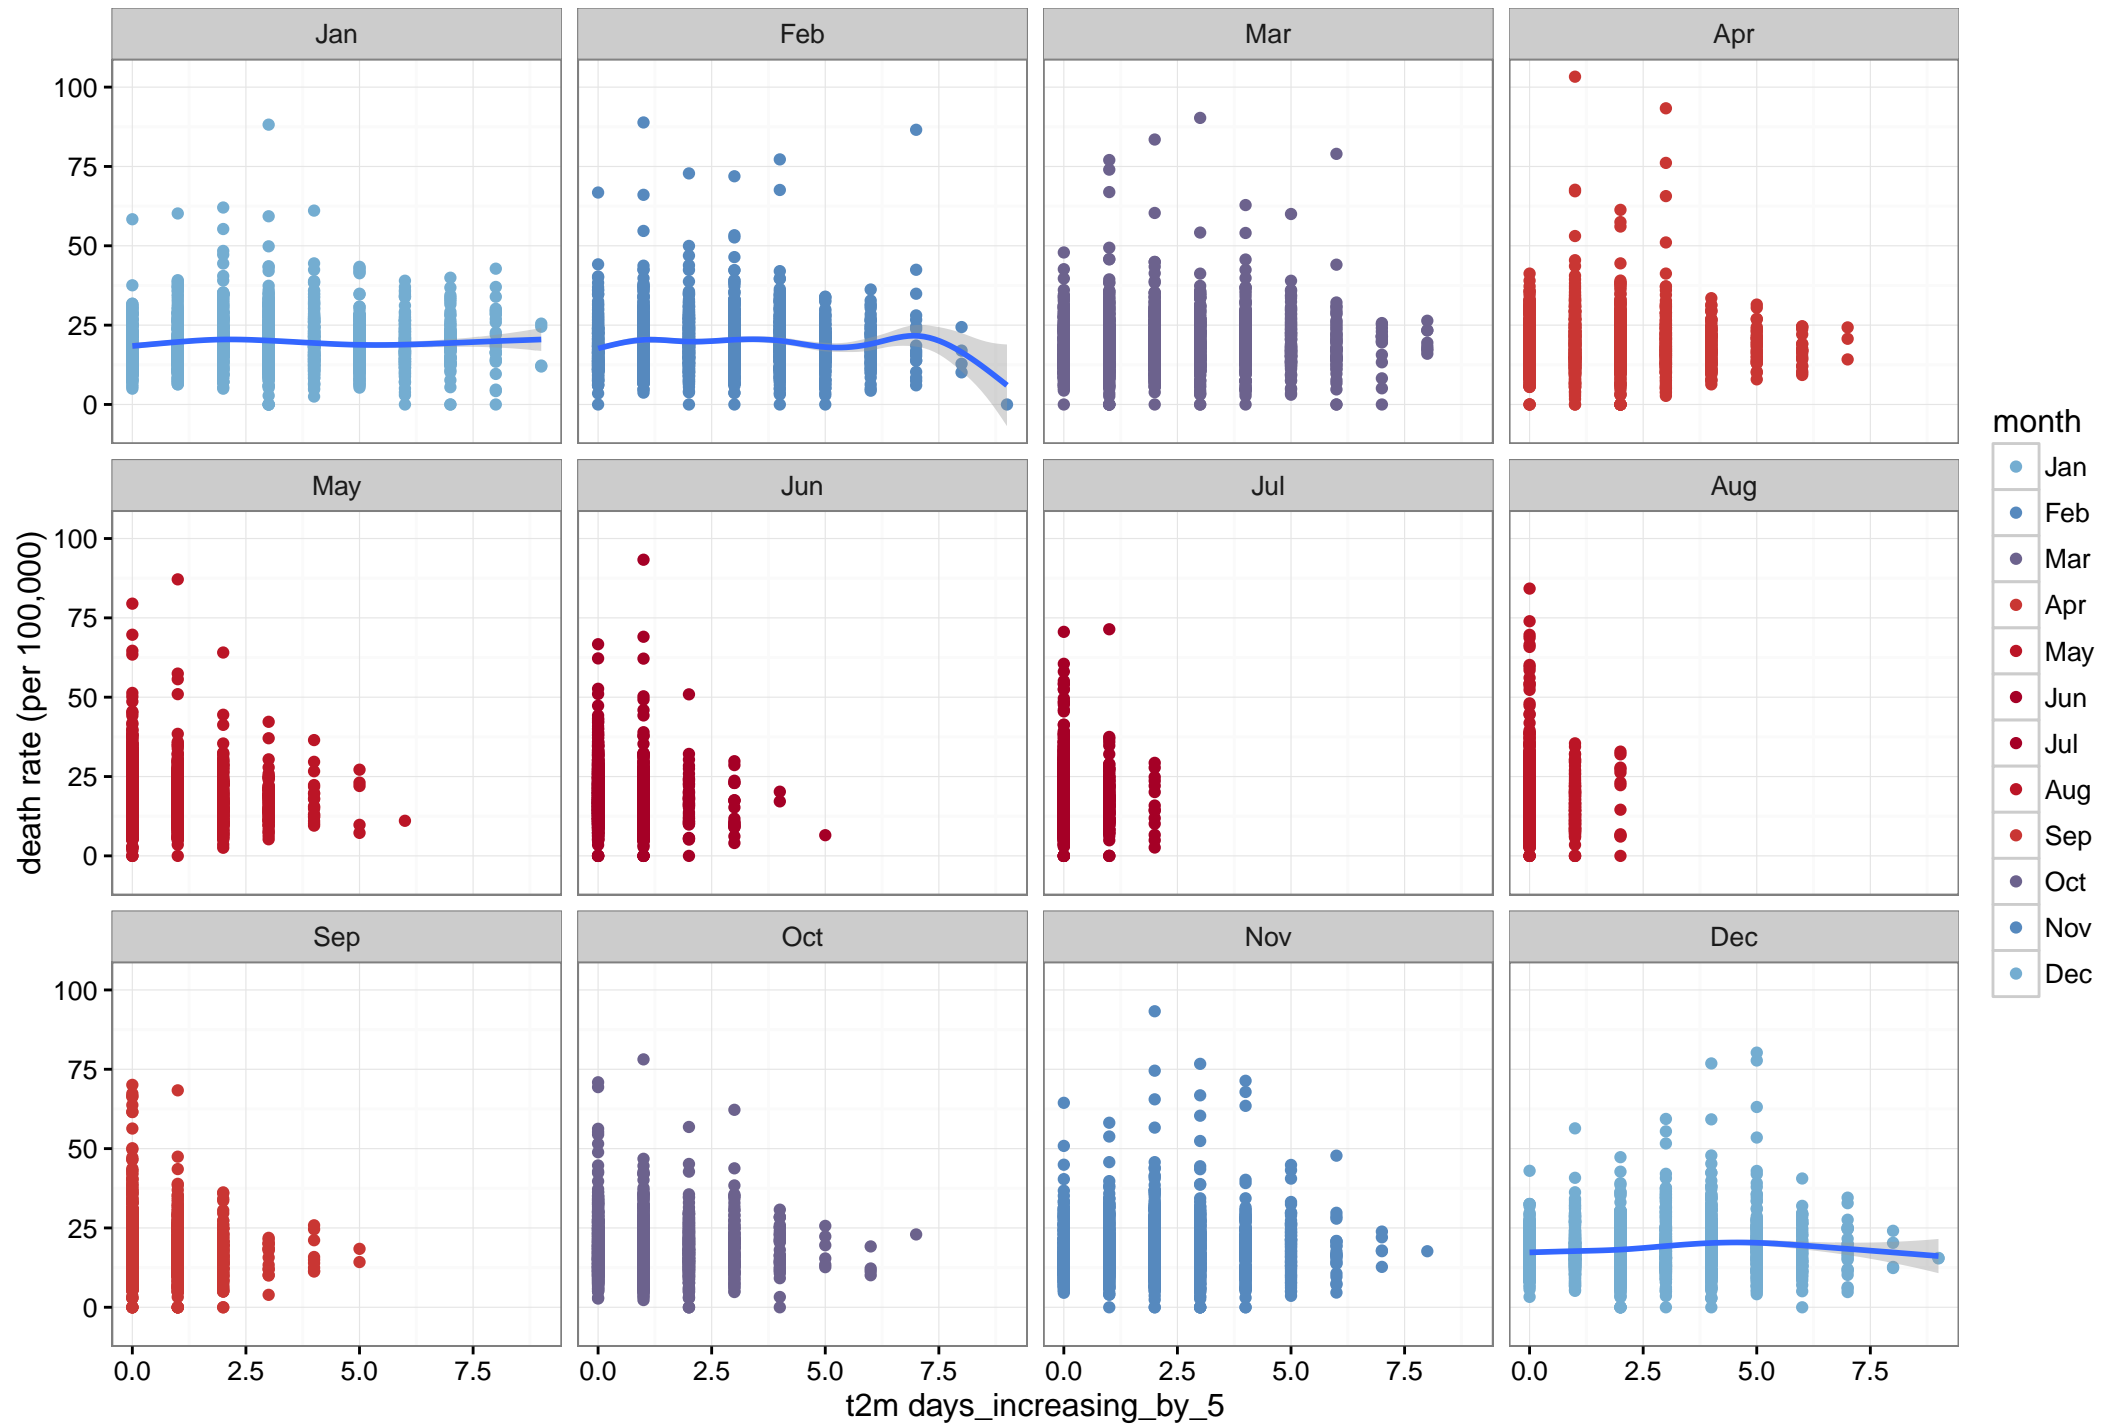 Jan Feb Mar Apr
100
75
50
25
0
May Jun Jul Aug
100
75
50
25
0
Sep Oct Nov Dec
100
75
50
25
0
0.0 2.5 5.0 7.5 0.0 2.5 5.0 7.5 0.0 2.5 5.0 7.5 0.0 2.5 5.0 7.5
t2m days_increasing_by_5
death rate (per 100,000)
month
Jan
Feb
Mar
Apr
May
Jun
Jul
Aug
Sep
Oct
Nov
Dec